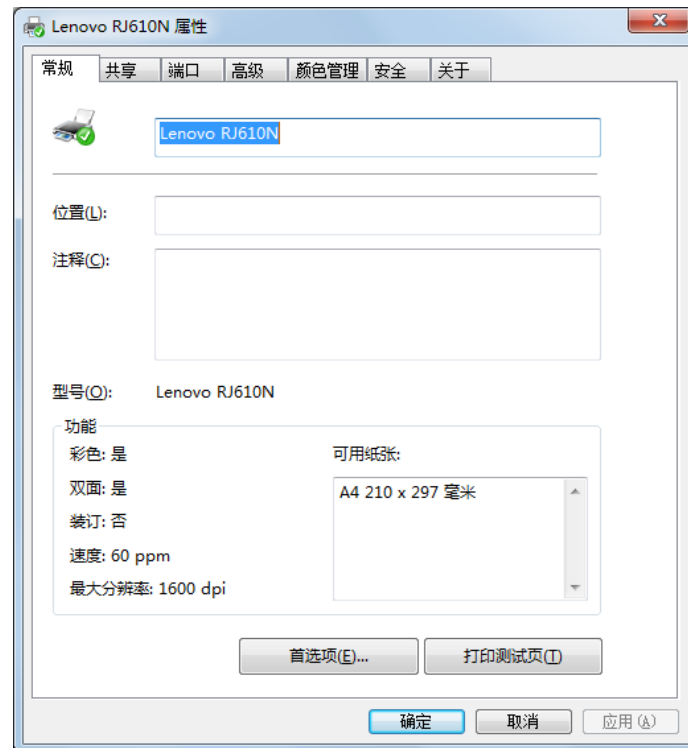 Lenovo RJ610N 属性
常规 共享 端口 高级 颜色管理 安全 关于
Lenovo RJ610N
位置(L):
注释(C):
型号(O): Lenovo RJ610N
功能
彩色: 是 可用纸张:
双面: 是 A4 210 x 297 毫米
装订: 否
速度: 60 ppm
最大分辨率: 1600 dpi
首选项(E)... 打印测试页(T)
确定 取消 应用(A)